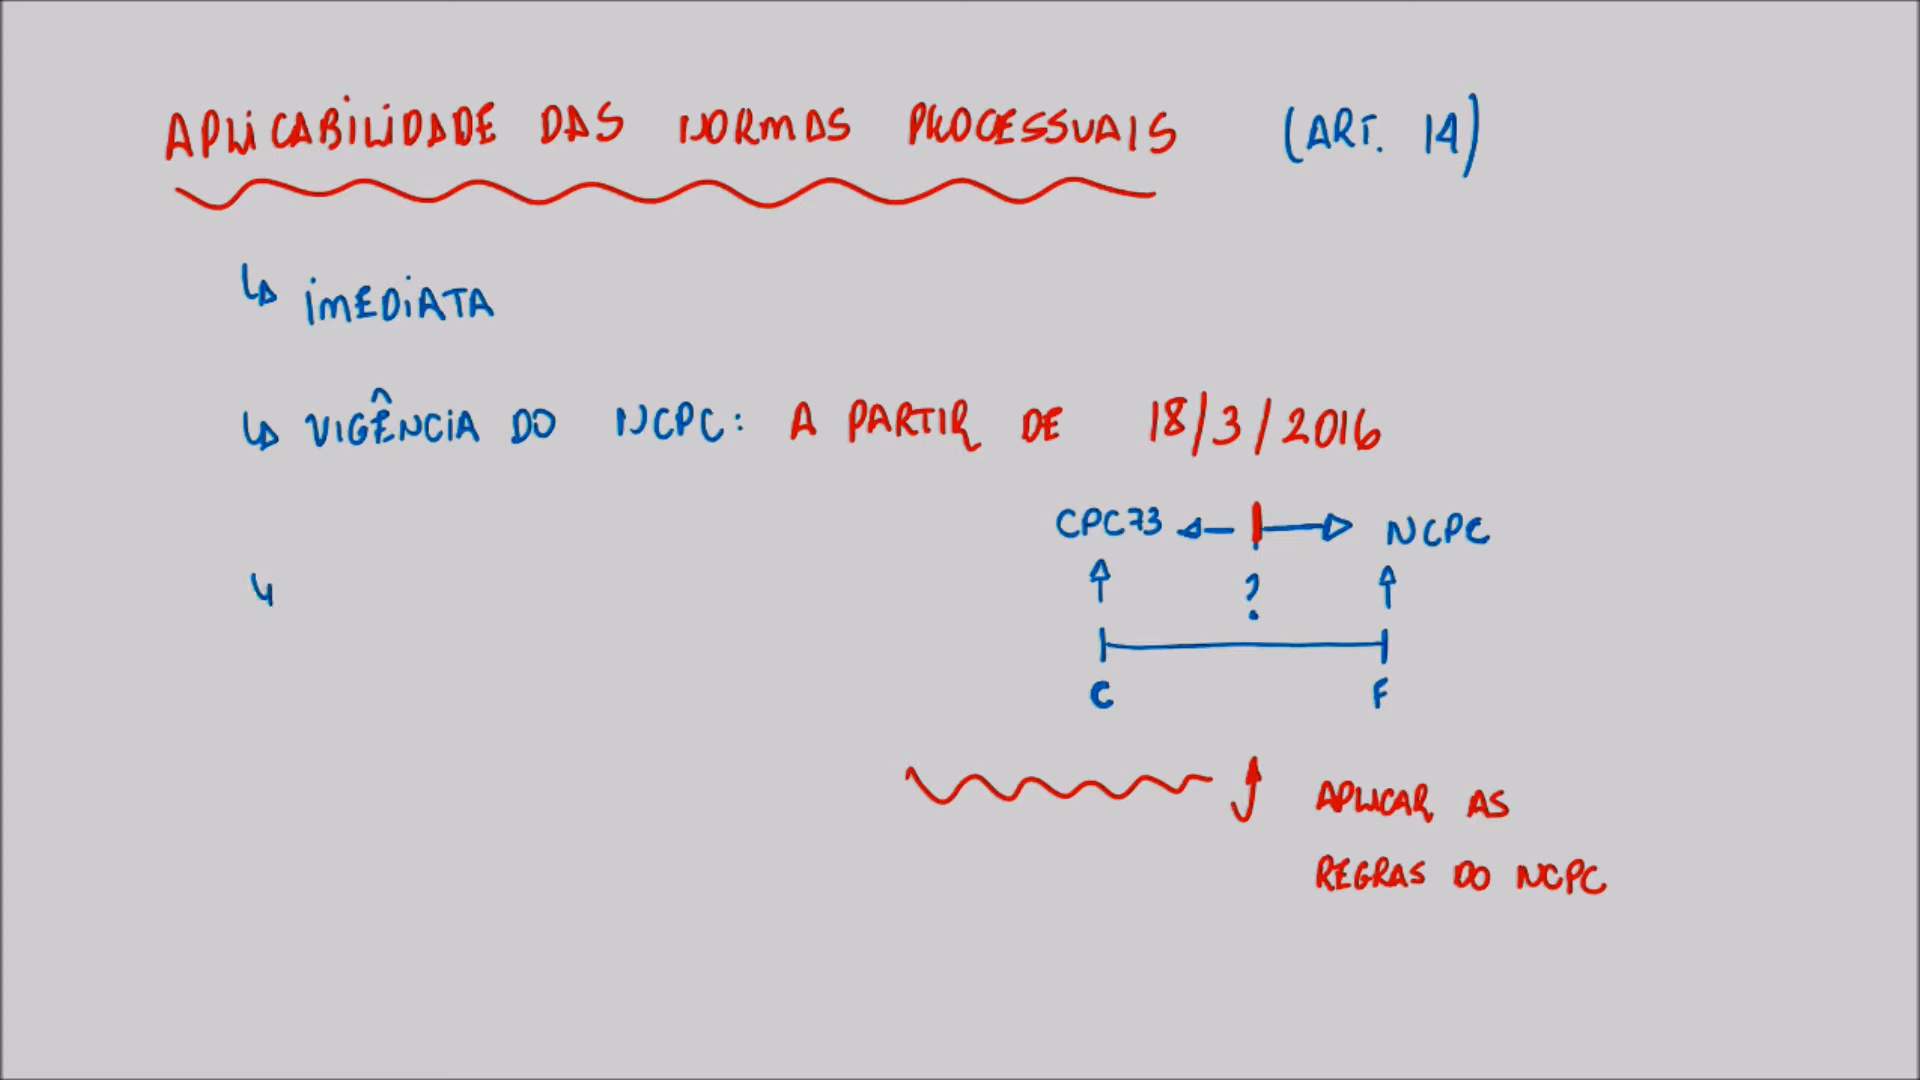 APLICABILIDADE DAS NORMAS PROCESSUAIS (ART. 14)
IMEDIATA
VIGÊNCIA DO NCPC: A PARTIR DE 18/3/2016
CPC73 NCPC
?
C F
APLICAR AS
REGRAS DO NCPC